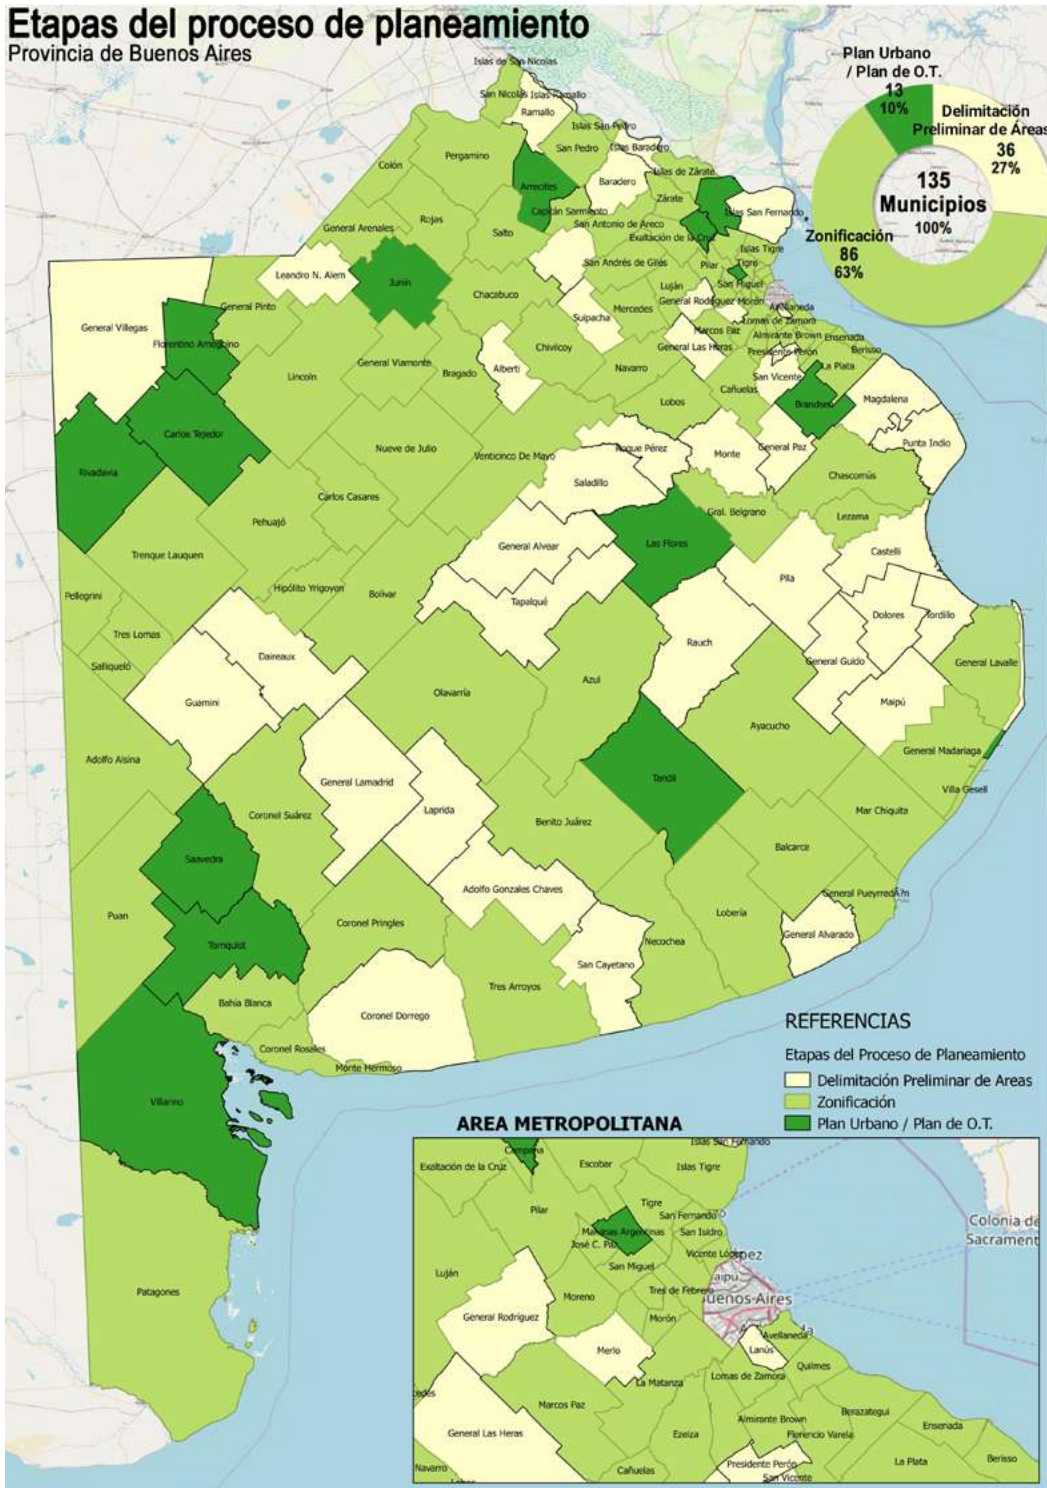 Etapas del proceso de planeamiento
Provincia de Buenos Aires
Plan Urbano
/ Plan de O.T.
13
10%
Delimitación
Preliminar de Áreas
36
27%
135
Municipios
100%
Zonificación
86
63%
Islas de San Nicolas
San Nicolás
Islas Ramallo
Ramallo
Islas San Pedro
San Pedro
Islas Baradero
Baradero
Islas de Zárate
Zárate
Islas San Fernando
Colón
Pergamino
Arrecifes
Capitán Sarmiento
San Antonio de Areco
Exaltación de la Cruz
Islas Tigre
General Arenales
Rojas
Salto
San Andrés de Giles
Pilar
Tigre
San Miguel
Leandro N. Alem
Junín
Chacabuco
Luján
General Rodríguez
Morón
Avellaneda
General Villegas
General Pinto
Suipacha
Mercedes
Marcos Paz
Lomas de Zamora
Almirante Brown
Ensenada
Florentino Ameghino
General Viamonte
Chivilcoy
General Las Heras
Presidente Perón
Berisso
Lincoln
Bragado
Alberti
Navarro
Cañuelas
San Vicente
La Plata
Lobos
Brandsen
Magdalena
Carlos Tejedor
Nueve de Julio
Venticinco De Mayo
Roque Pérez
Monte
General Paz
Punta Indio
Rivadavia
Saladillo
Chascomús
Carlos Casares
Pehuajó
Gral. Belgrano
Lezama
Trenque Lauquen
General Alvear
Las Flores
Castelli
Pellegrini
Hipólito Yrigoyen
Bolívar
Tapalqué
Pila
Dolores
Tordillo
Tres Lomas
Daireaux
Rauch
General Guido
General Lavalle
Salliqueló
Guamini
Olavarría
Azul
Maipú
Ayacucho
Adolfo Alsina
General Lamadrid
Tandil
General Madariaga
Villa Gesell
Coronel Suárez
Laprida
Benito Juárez
Mar Chiquita
Saavedra
Balcarce
Adolfo Gonzales Chaves
General PueyrredÃ³n
Puan
Coronel Pringles
Lobería
General Alvarado
Tornquist
Necochea
San Cayetano
Bahía Blanca
Tres Arroyos
Coronel Dorrego
Coronel Rosales
Monte Hermoso
Villarino
Patagones
REFERENCIAS
Etapas del Proceso de Planeamiento
Delimitación Preliminar de Areas
Zonificación
Plan Urbano / Plan de O.T.
AREA METROPOLITANA
Islas San Fernando
Campana
Exaltación de la Cruz
Escobar
Islas Tigre
Pilar
Tigre
San Fernando
Malvinas Argentinas
San Isidro
José C. Paz
Vicente López
San Miguel
Luján
Tres de Febrero
Buenos Aires
Moreno
General Rodríguez
Morón
Avellaneda
Merlo
Lanús
Quilmes
La Matanza
Lomas de Zamora
Marcos Paz
Almirante Brown
Berazategui
Ensenada
General Las Heras
Ezeiza
Florencio Varela
La Plata
Berisso
Navarro
Cañuelas
Presidente Perón
San Vicente
Colonia de
Sacrament